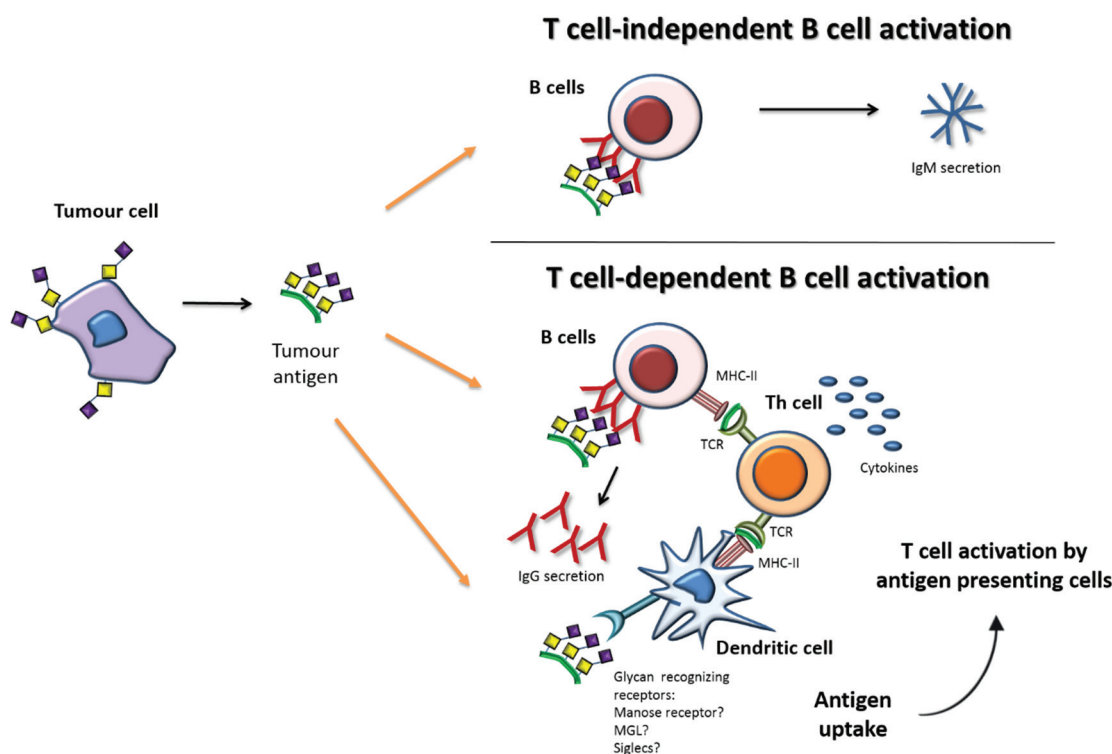 T cell-independent B cell activation
B cells
IgM secretion
Tumour cell
Tumour
antigen
T cell-dependent B cell activation
B cells
MHC-II
Th cell
TCR
Cytokines
IgG secretion
TCR
MHC-II
T cell activation by
antigen presenting cells
Dendritic cell
Glycan recognizing
receptors:
Manose receptor?
MGL?
Siglecs?
Antigen
uptake